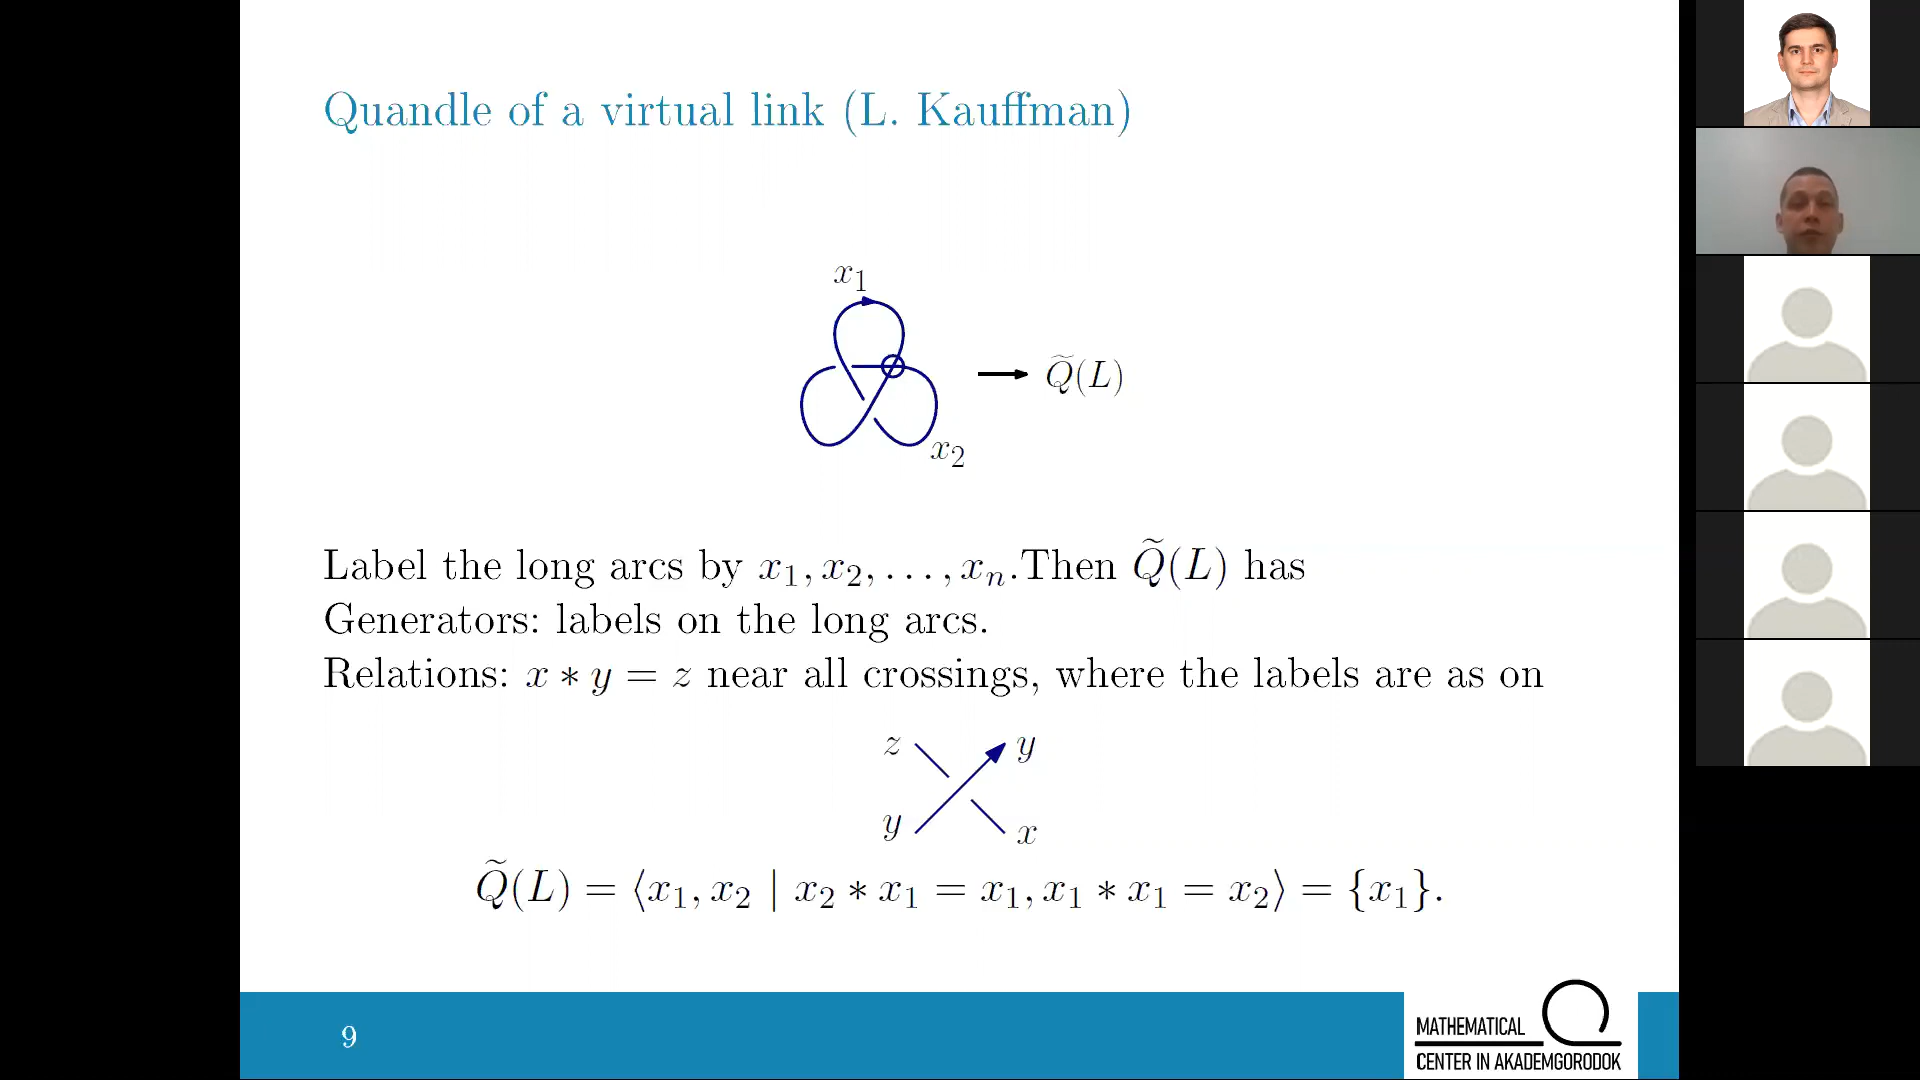 Quandle of a virtual link (L. Kauffman)
x₁
Q̃(L)
x₂
Label the long arcs by x₁, x₂, . . . , xₙ.Then Q̃(L) has
Generators: labels on the long arcs.
Relations: x ∗ y = z near all crossings, where the labels are as on
z y
y x
Q̃(L) = ⟨x₁, x₂ | x₂ ∗ x₁ = x₁, x₁ ∗ x₁ = x₂⟩ = {x₁}.
9
MATHEMATICAL
CENTER IN AKADEMGORODOK